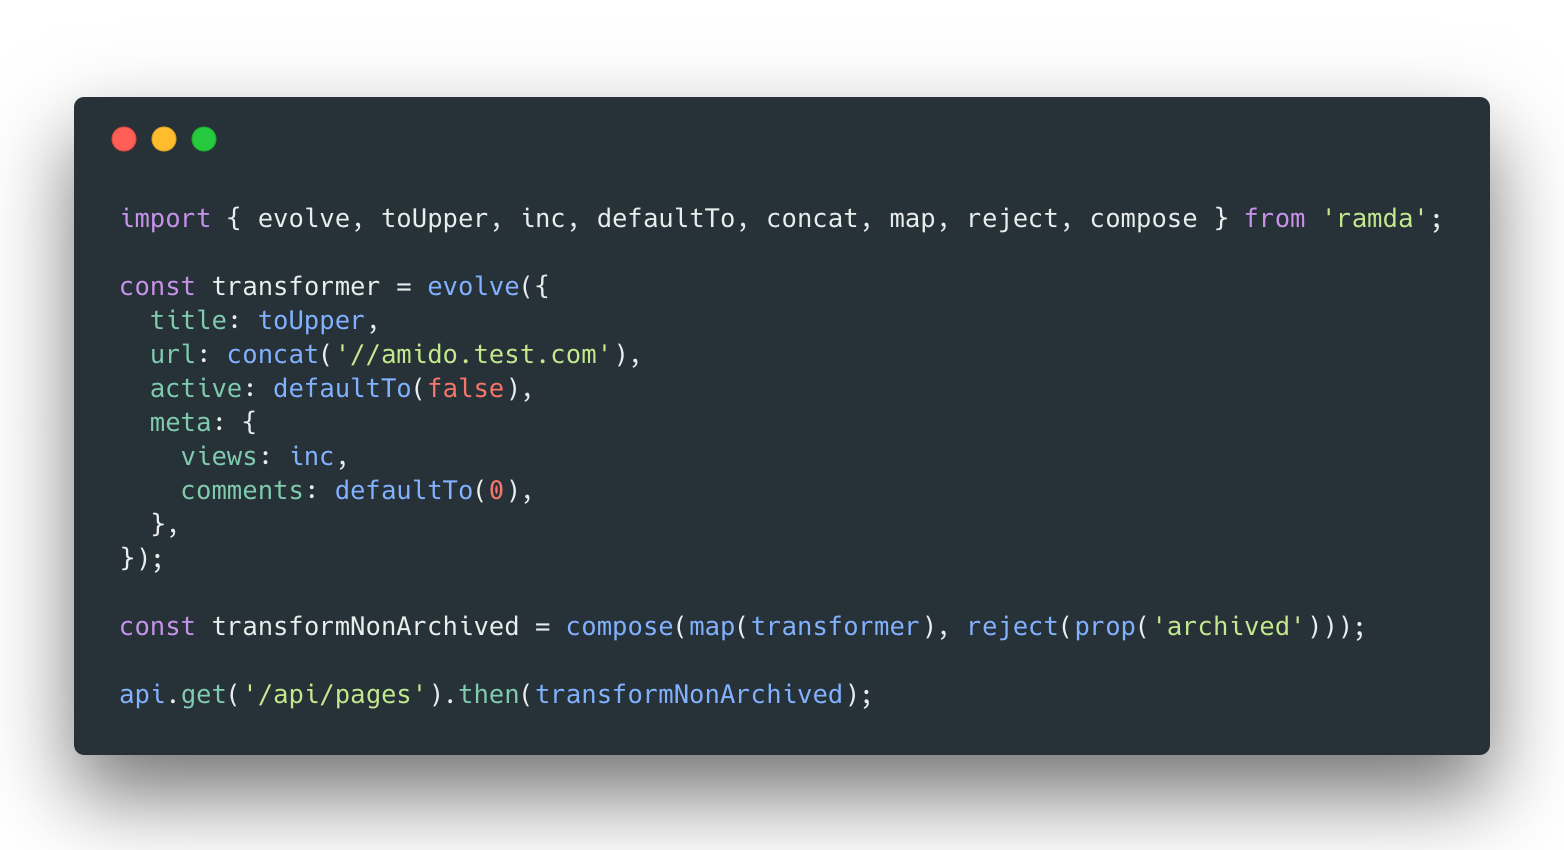 import { evolve, toUpper, inc, defaultTo, concat, map, reject, compose } from 'ramda';

const transformer = evolve({
  title: toUpper,
  url: concat('//amido.test.com'),
  active: defaultTo(false),
  meta: {
    views: inc,
    comments: defaultTo(0),
  },
});

const transformNonArchived = compose(map(transformer), reject(prop('archived')));

api.get('/api/pages').then(transformNonArchived);